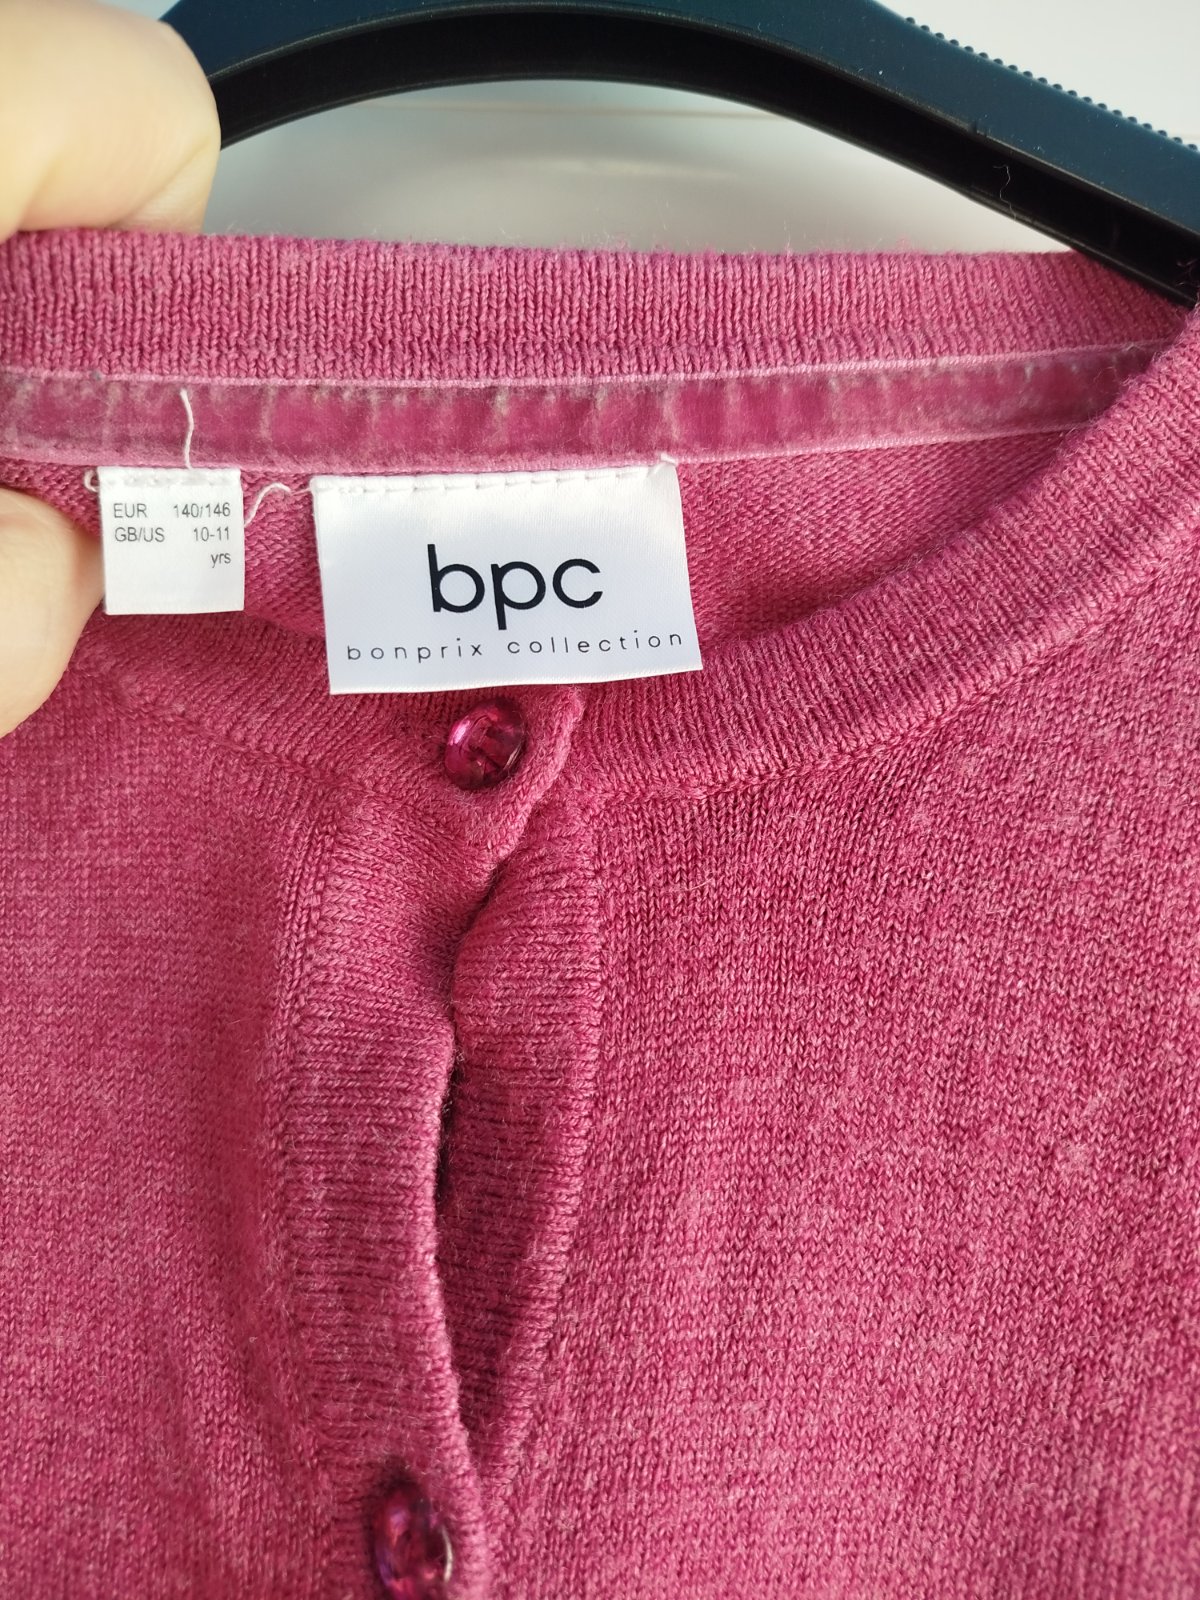 EUR 140/146
GB/US 10-11
yrs
bpc
bonprix collection